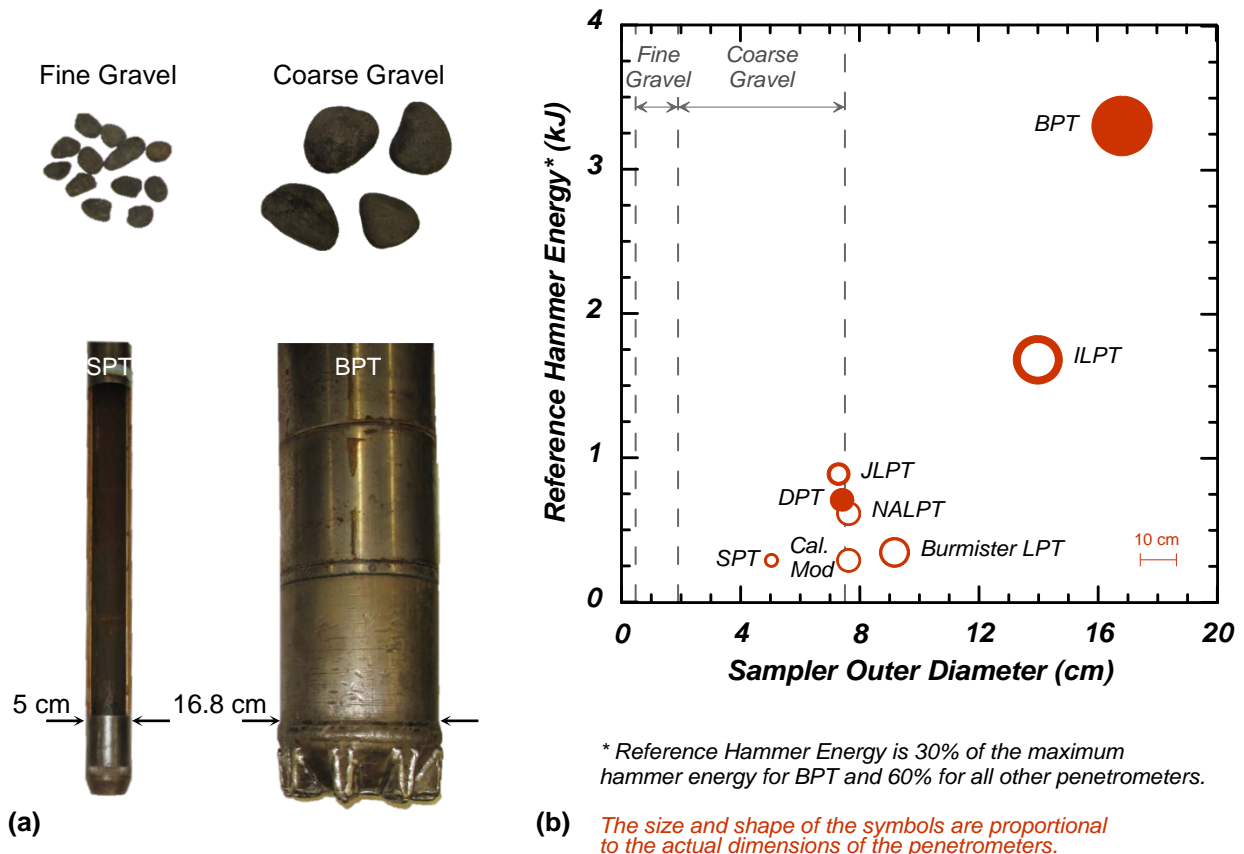 Fine Gravel
Coarse Gravel
SPT
BPT
5 cm
16.8 cm
(a)
4
3
2
1
0
Reference Hammer Energy* (kJ)
Fine
Gravel
Coarse
Gravel
BPT
ILPT
JLPT
DPT
NALPT
SPT
Cal.
Mod
Burmister LPT
10 cm
0 4 8 12 16 20
Sampler Outer Diameter (cm)
* Reference Hammer Energy is 30% of the maximum
hammer energy for BPT and 60% for all other penetrometers.
(b)
The size and shape of the symbols are proportional
to the actual dimensions of the penetrometers.